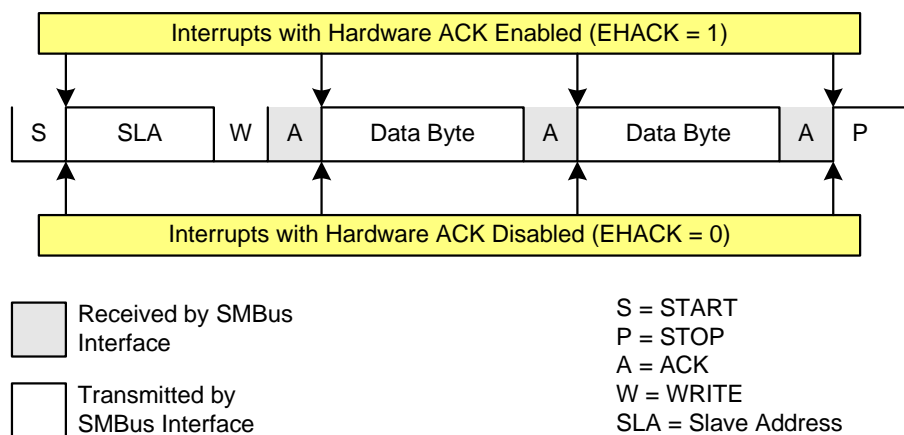 Interrupts with Hardware ACK Enabled (EHACK = 1)
S SLA W A Data Byte A Data Byte A P
Interrupts with Hardware ACK Disabled (EHACK = 0)
Received by SMBus
Interface
Transmitted by
SMBus Interface
S = START
P = STOP
A = ACK
W = WRITE
SLA = Slave Address